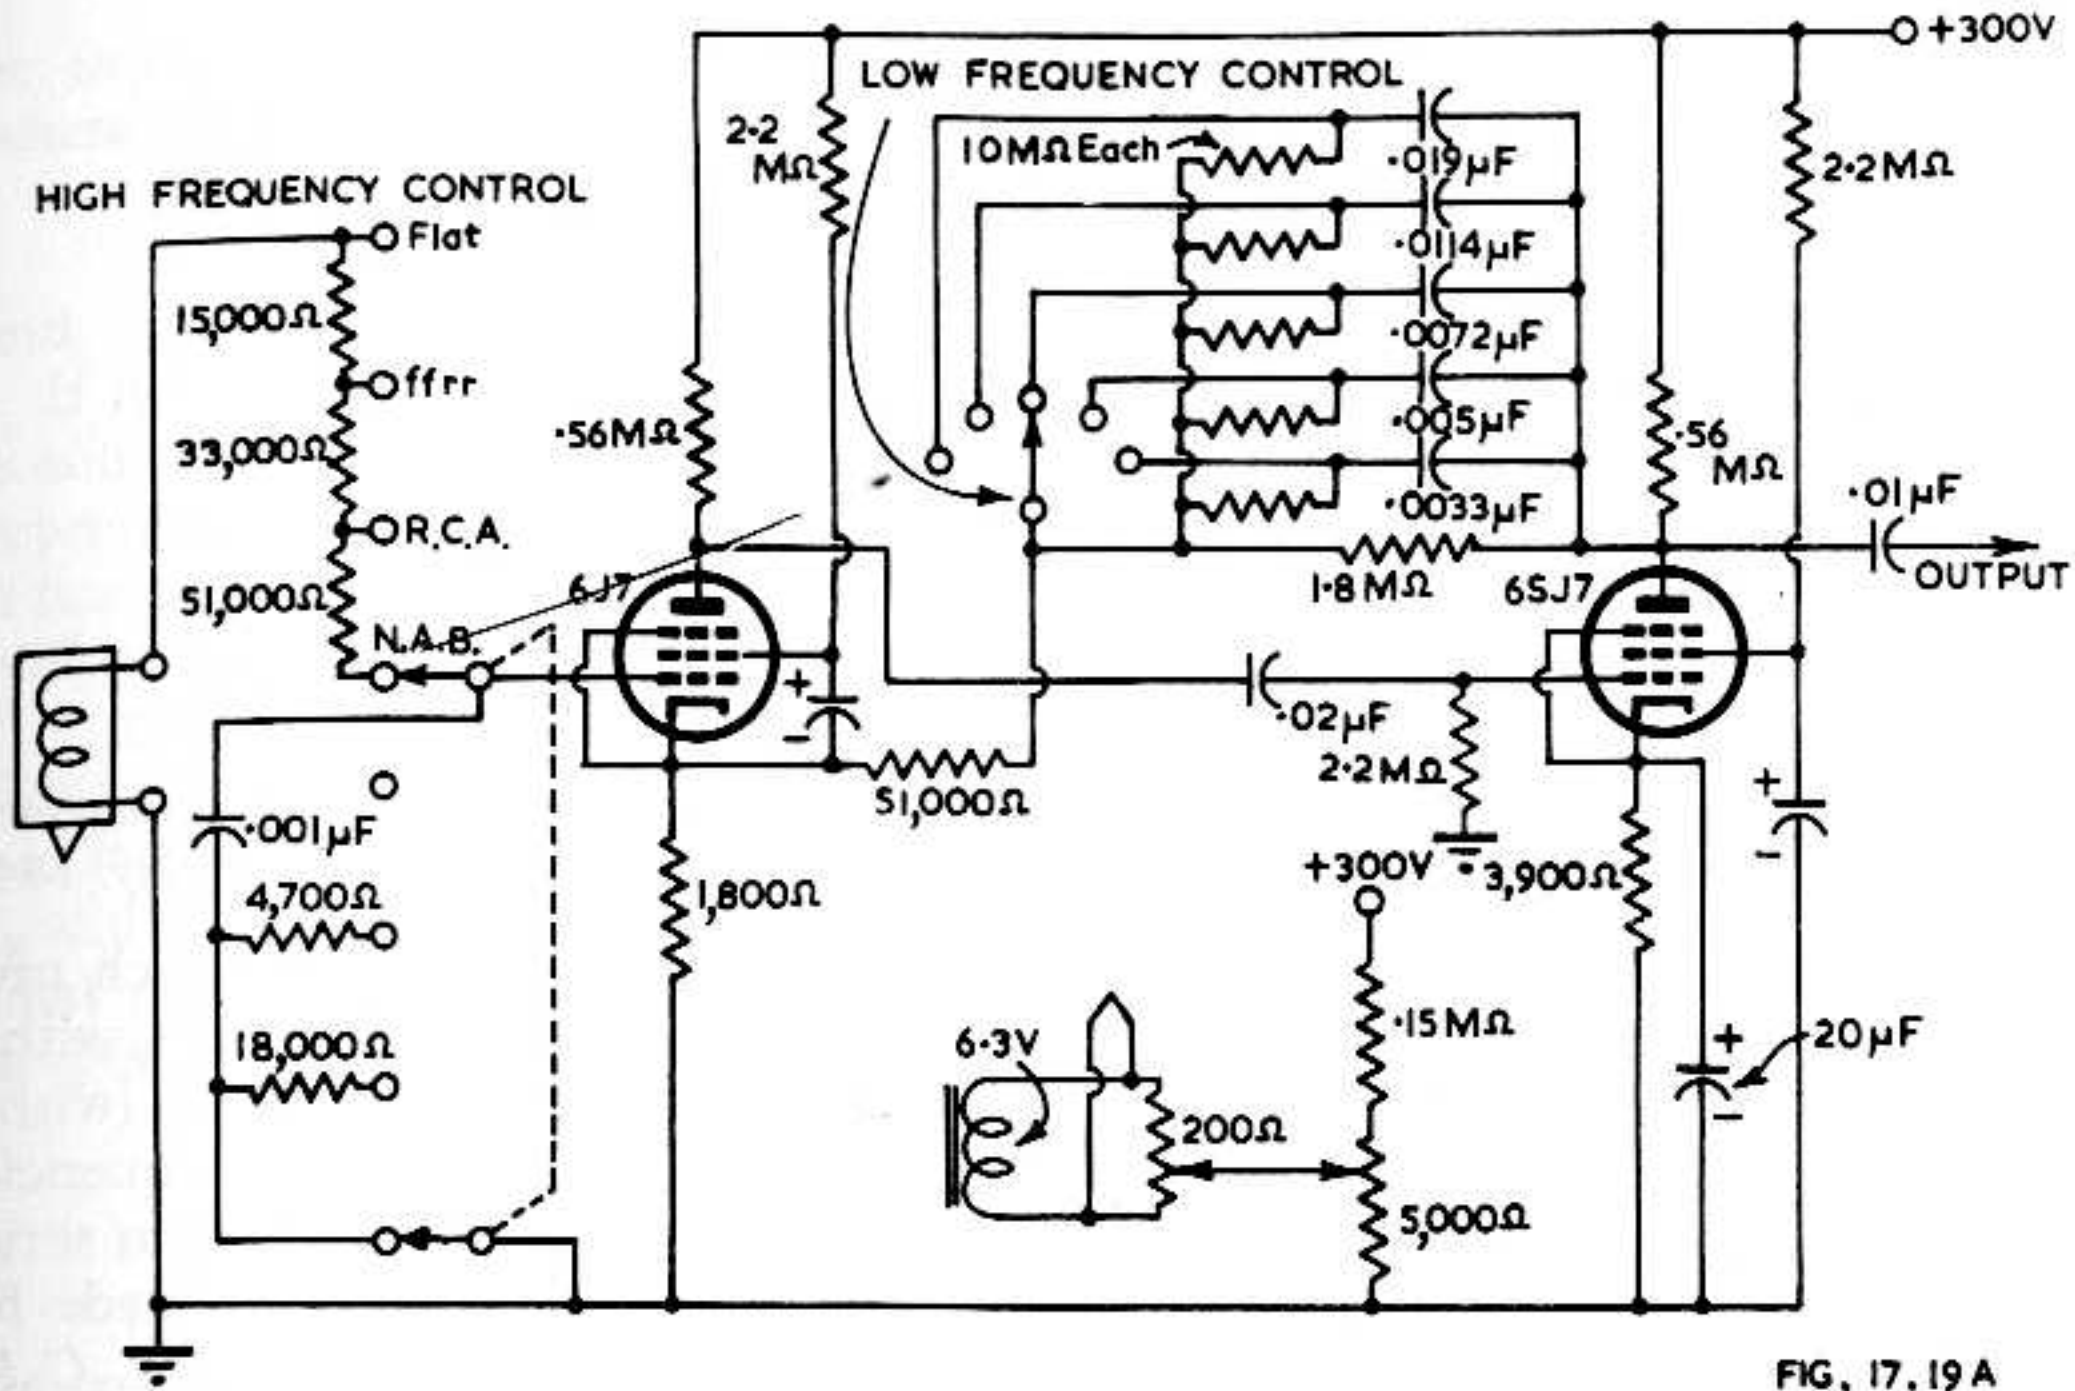 +300V
LOW FREQUENCY CONTROL
2·2
MΩ
10MΩ Each
·019µF
2·2MΩ
HIGH FREQUENCY CONTROL
Flat
·0114µF
15,000Ω
·0072µF
ffrr
·56MΩ
·005µF
·56
MΩ
33,000Ω
·01µF
·0033µF
R.C.A.
OUTPUT
51,000Ω
6J7
1·8MΩ
6SJ7
N.A.B.
+
-
·02µF
2·2MΩ
51,000Ω
+
-
·001µF
+300V
3,900Ω
4,700Ω
1,800Ω
·15MΩ
6·3V
18,000Ω
+
-
20µF
200Ω
5,000Ω
FIG. 17.19A